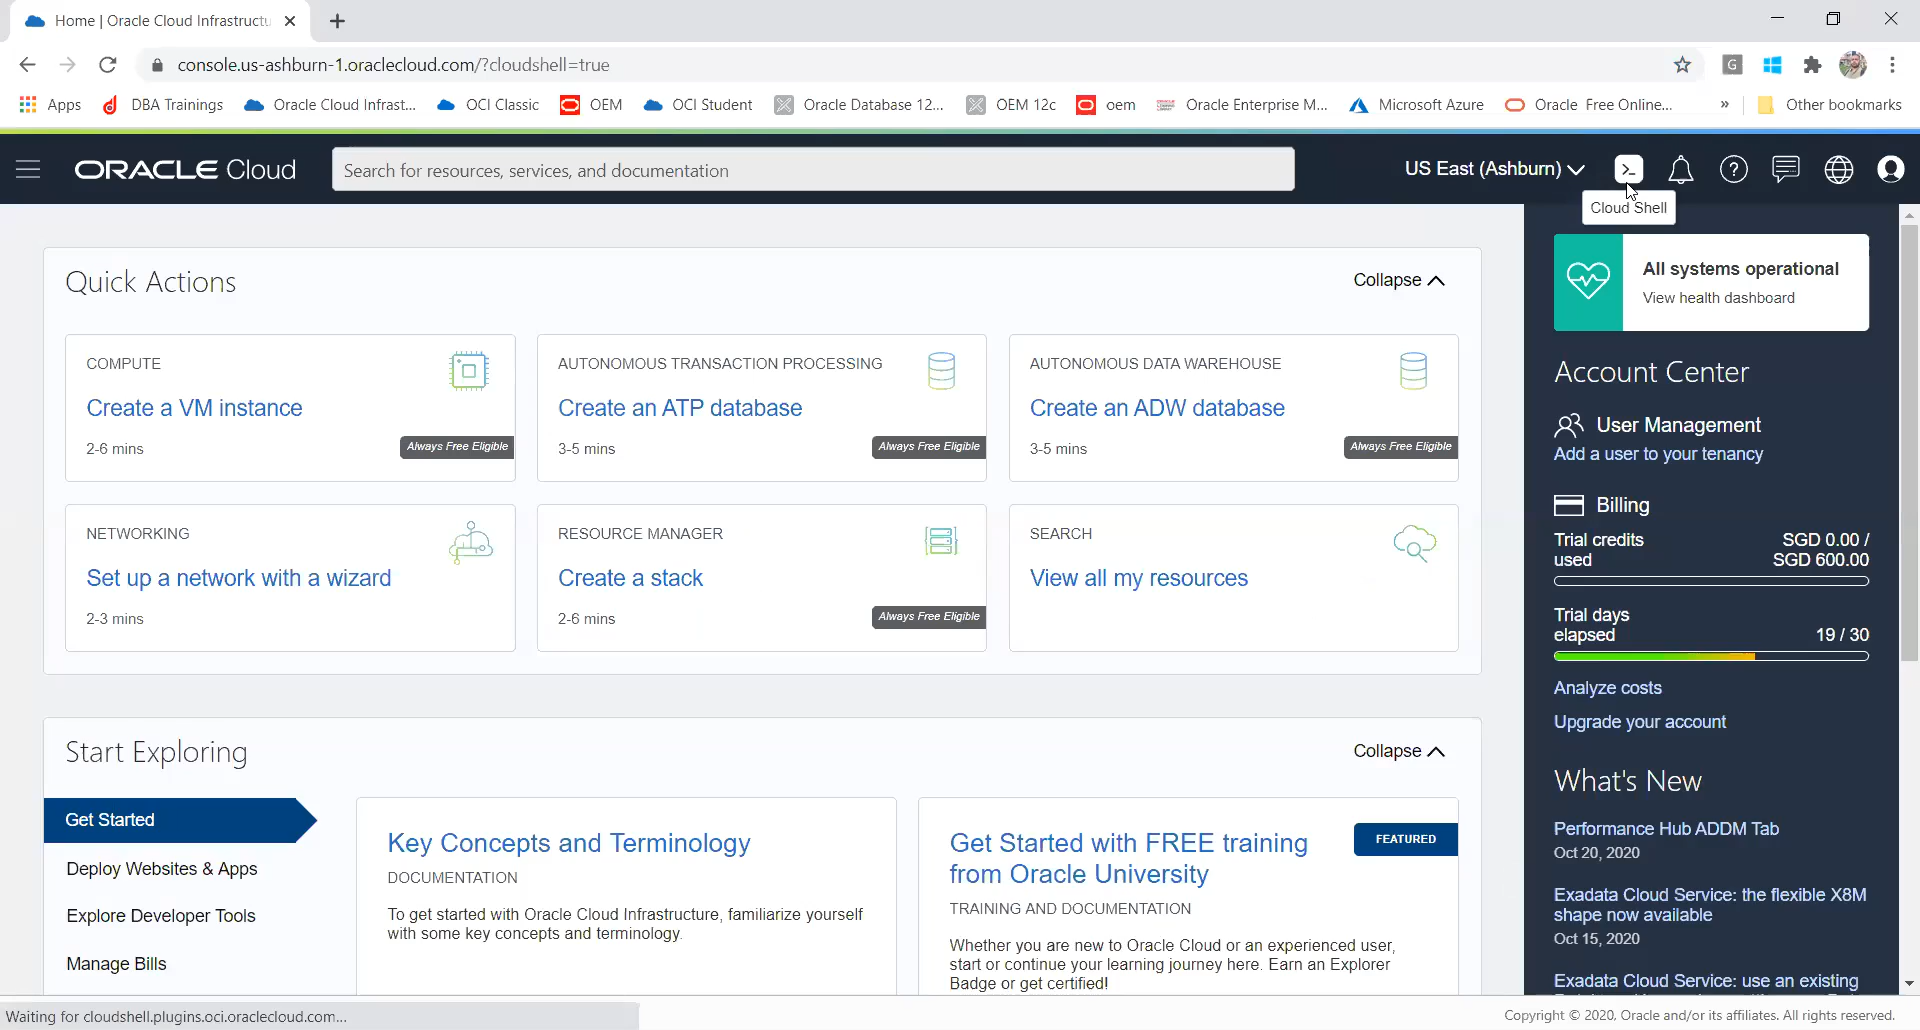 Home | Oracle Cloud Infrastructu
console.us-ashburn-1.oraclecloud.com/?cloudshell=true
G
Apps
DBA Trainings
Oracle Cloud Infrast...
OCI Classic
OEM
OCI Student
Oracle Database 12...
OEM 12c
oem
Oracle Enterprise M...
Microsoft Azure
Oracle Free Online...
»
Other bookmarks
ORACLE Cloud
Search for resources, services, and documentation
US East (Ashburn)
Cloud Shell
Quick Actions
Collapse
COMPUTE
Create a VM instance
2-6 mins
Always Free Eligible
AUTONOMOUS TRANSACTION PROCESSING
Create an ATP database
3-5 mins
Always Free Eligible
AUTONOMOUS DATA WAREHOUSE
Create an ADW database
3-5 mins
Always Free Eligible
NETWORKING
Set up a network with a wizard
2-3 mins
RESOURCE MANAGER
Create a stack
2-6 mins
Always Free Eligible
SEARCH
View all my resources
Start Exploring
Collapse
Get Started
Deploy Websites & Apps
Explore Developer Tools
Manage Bills
Key Concepts and Terminology
DOCUMENTATION
To get started with Oracle Cloud Infrastructure, familiarize yourself
with some key concepts and terminology.
Get Started with FREE training
from Oracle University
FEATURED
TRAINING AND DOCUMENTATION
Whether you are new to Oracle Cloud or an experienced user,
start or continue your learning journey here. Earn an Explorer
Badge or get certified!
All systems operational
View health dashboard
Account Center
User Management
Add a user to your tenancy
Billing
Trial credits
used
SGD 0.00 /
SGD 600.00
Trial days
elapsed
19 / 30
Analyze costs
Upgrade your account
What's New
Performance Hub ADDM Tab
Oct 20, 2020
Exadata Cloud Service: the flexible X8M
shape now available
Oct 15, 2020
Exadata Cloud Service: use an existing
Waiting for cloudshell.plugins.oci.oraclecloud.com...
Copyright © 2020, Oracle and/or its affiliates. All rights reserved.